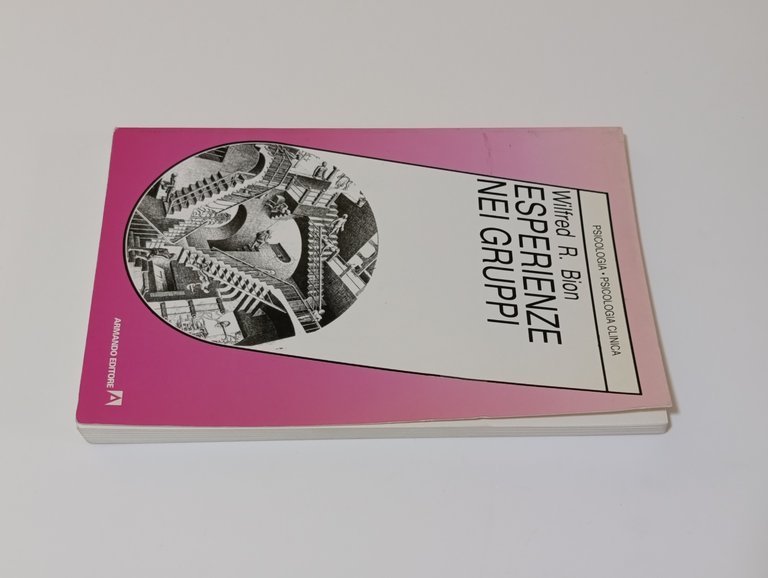 PSICOLOGIA • PSICOLOGIA CLINICA
Wilfred R. Bion
ESPERIENZE
NEI GRUPPI
ARMANDO EDITORE